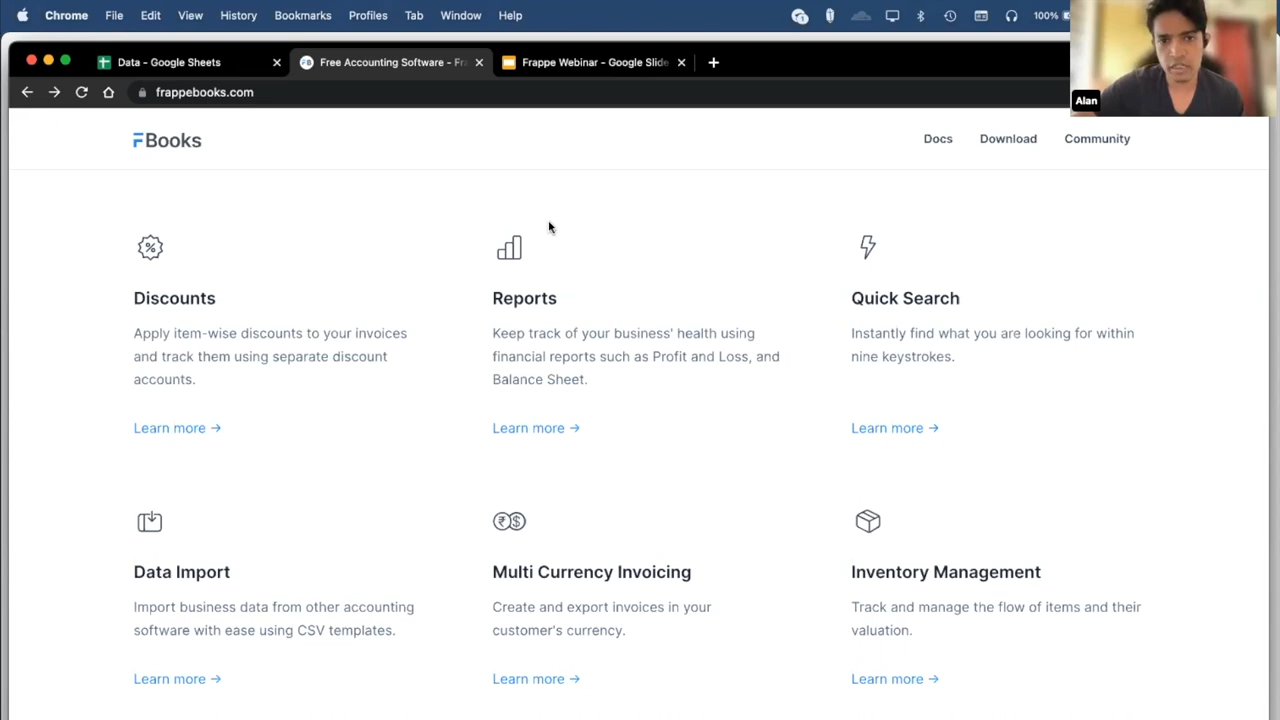 Chrome File Edit View History Bookmarks Profiles Tab Window Help 100%
Data - Google Sheets Free Accounting Software - Fra Frappe Webinar - Google Slide
frappebooks.com
Alan
FBooks Docs Download Community
Discounts
Apply item-wise discounts to your invoices
and track them using separate discount
accounts.
Learn more →
Reports
Keep track of your business' health using
financial reports such as Profit and Loss, and
Balance Sheet.
Learn more →
Quick Search
Instantly find what you are looking for within
nine keystrokes.
Learn more →
Data Import
Import business data from other accounting
software with ease using CSV templates.
Learn more →
Multi Currency Invoicing
Create and export invoices in your
customer's currency.
Learn more →
Inventory Management
Track and manage the flow of items and their
valuation.
Learn more →